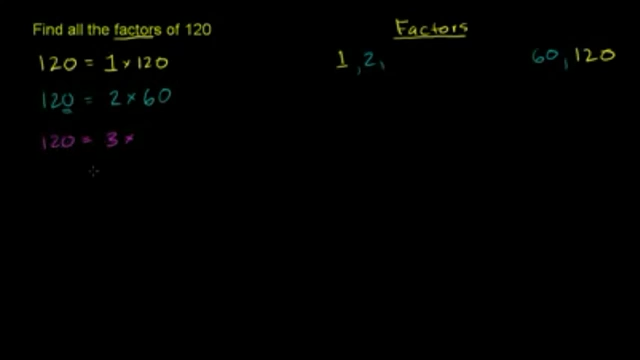 Find all the factors of 120
Factors
120 = 1 × 120
1, 2,
60, 120
120 = 2 × 60
120 = 3 ×